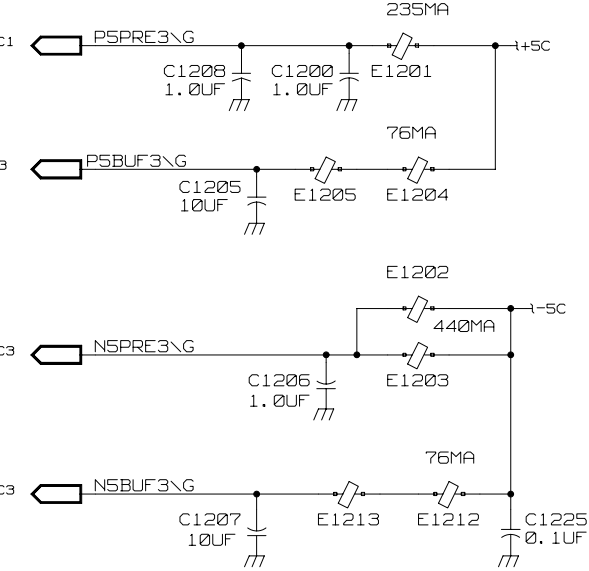 235MA
C1
P5PRE3\G
+5C
C1208
1.0UF
C1200
1.0UF
E1201
76MA
3
P5BUF3\G
C1205
10UF
E1205
E1204
E1202
-5C
440MA
C3
N5PRE3\G
C1206
1.0UF
E1203
76MA
C3
N5BUF3\G
C1207
10UF
E1213
E1212
C1225
0.1UF